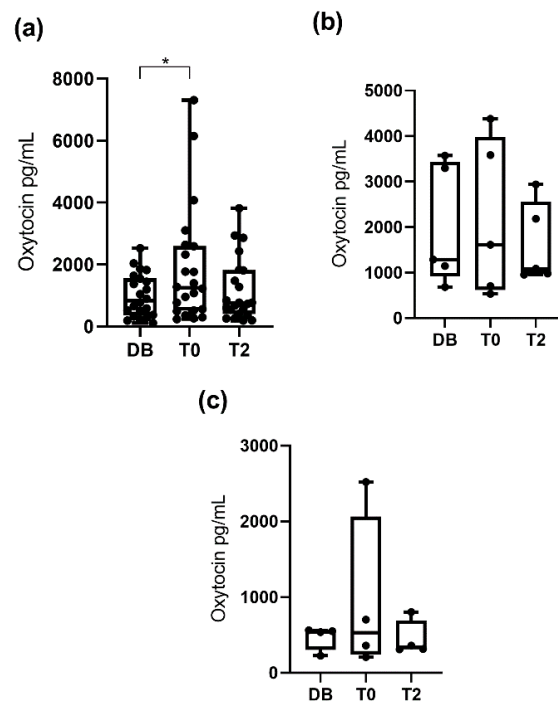 (a)
*
8000
6000
4000
2000
0
Oxytocin pg/mL
DB T0 T2
(b)
5000
4000
3000
2000
1000
0
Oxytocin pg/mL
DB T0 T2
(c)
3000
2000
1000
0
Oxytocin pg/mL
DB T0 T2